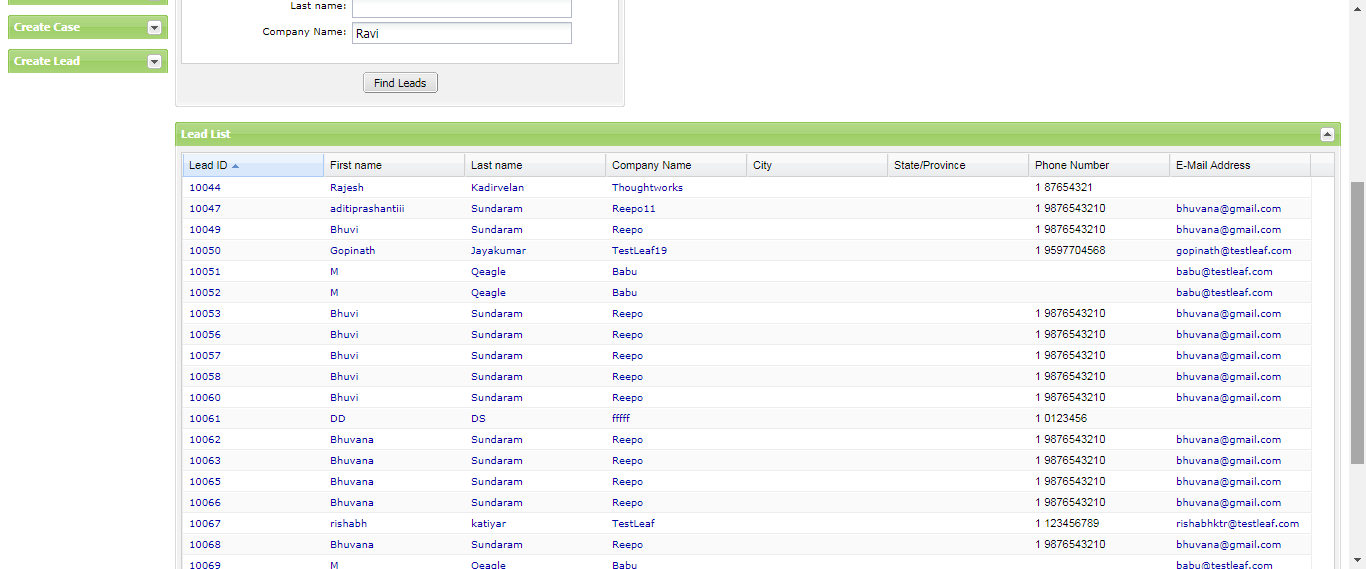 Last name:
Create Case
Company Name: Ravi
Create Lead
Find Leads
Lead List
Lead ID First name Last name Company Name City State/Province Phone Number E-Mail Address
10044 Rajesh Kadirvelan Thoughtworks 1 87654321
10047 aditiprashantiii Sundaram Reepo11 1 9876543210 bhuvana@gmail.com
10049 Bhuvi Sundaram Reepo 1 9876543210 bhuvana@gmail.com
10050 Gopinath Jayakumar TestLeaf19 1 9597704568 gopinath@testleaf.com
10051 M Qeagle Babu babu@testleaf.com
10052 M Qeagle Babu babu@testleaf.com
10053 Bhuvi Sundaram Reepo 1 9876543210 bhuvana@gmail.com
10056 Bhuvi Sundaram Reepo 1 9876543210 bhuvana@gmail.com
10057 Bhuvi Sundaram Reepo 1 9876543210 bhuvana@gmail.com
10058 Bhuvi Sundaram Reepo 1 9876543210 bhuvana@gmail.com
10060 Bhuvi Sundaram Reepo 1 9876543210 bhuvana@gmail.com
10061 DD DS fffff 1 0123456
10062 Bhuvana Sundaram Reepo 1 9876543210 bhuvana@gmail.com
10063 Bhuvana Sundaram Reepo 1 9876543210 bhuvana@gmail.com
10065 Bhuvana Sundaram Reepo 1 9876543210 bhuvana@gmail.com
10066 Bhuvana Sundaram Reepo 1 9876543210 bhuvana@gmail.com
10067 rishabh katiyar TestLeaf 1 123456789 rishabhktr@testleaf.com
10068 Bhuvana Sundaram Reepo 1 9876543210 bhuvana@gmail.com
10069 M Qeagle Babu babu@testleaf.com